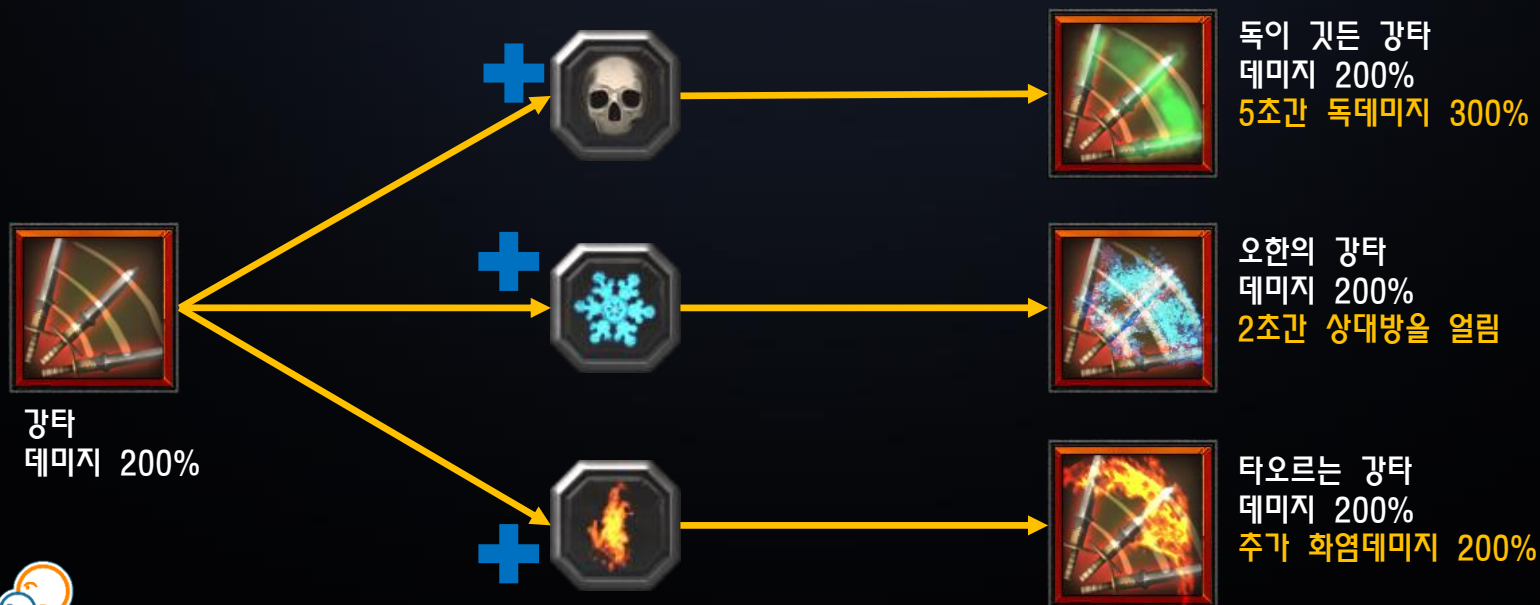 독이 깃든 강타
데미지 200%
5초간 독데미지 300%
오한의 강타
데미지 200%
2초간 상대방을 얼림
강타
데미지 200%
타오르는 강타
데미지 200%
추가 화염데미지 200%